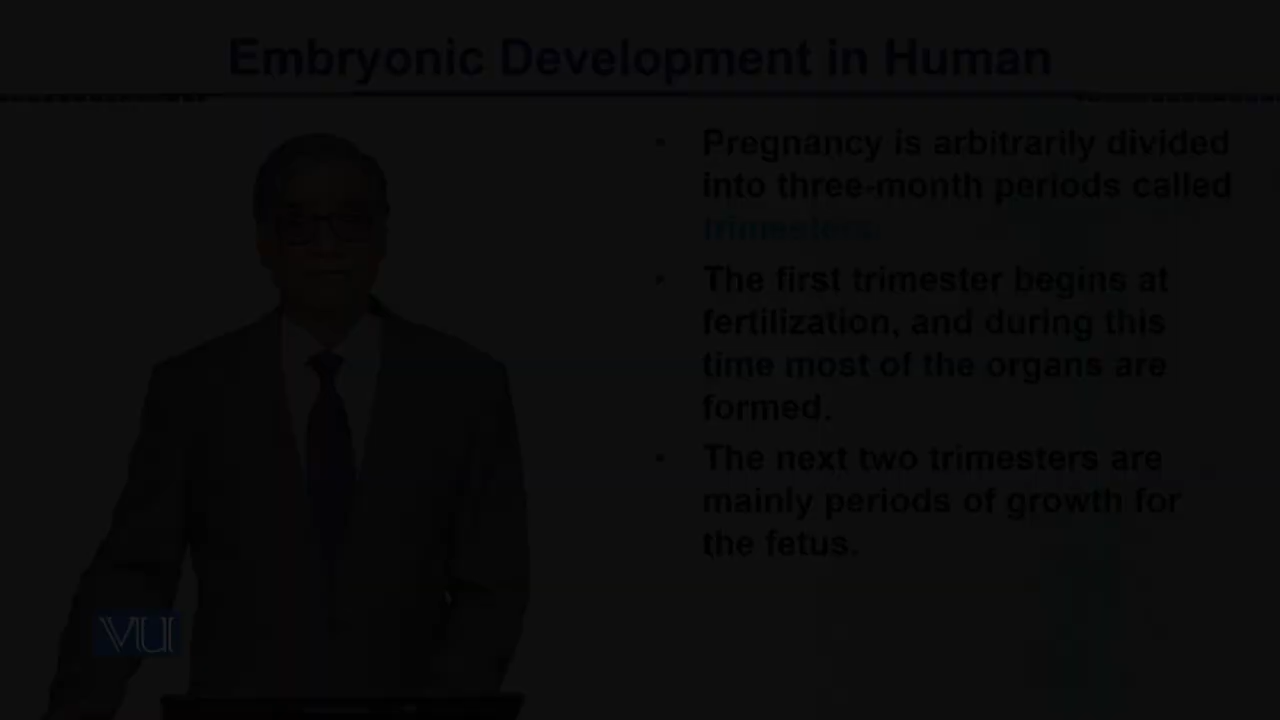 Embryonic Development in Human
• Pregnancy is arbitrarily divided
into three-month periods called
trimesters.
• The first trimester begins at
fertilization, and during this
time most of the organs are
formed.
• The next two trimesters are
mainly periods of growth for
the fetus.
VU